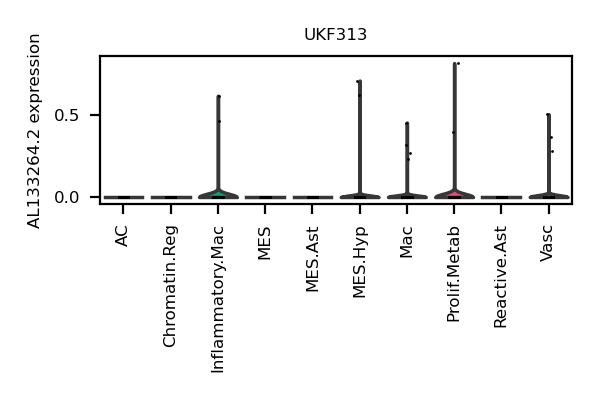 UKF313
AL133264.2 expression
0.5
0.0
AC
Chromatin.Reg
Inflammatory.Mac
MES
MES.Ast
MES.Hyp
Mac
Prolif.Metab
Reactive.Ast
Vasc